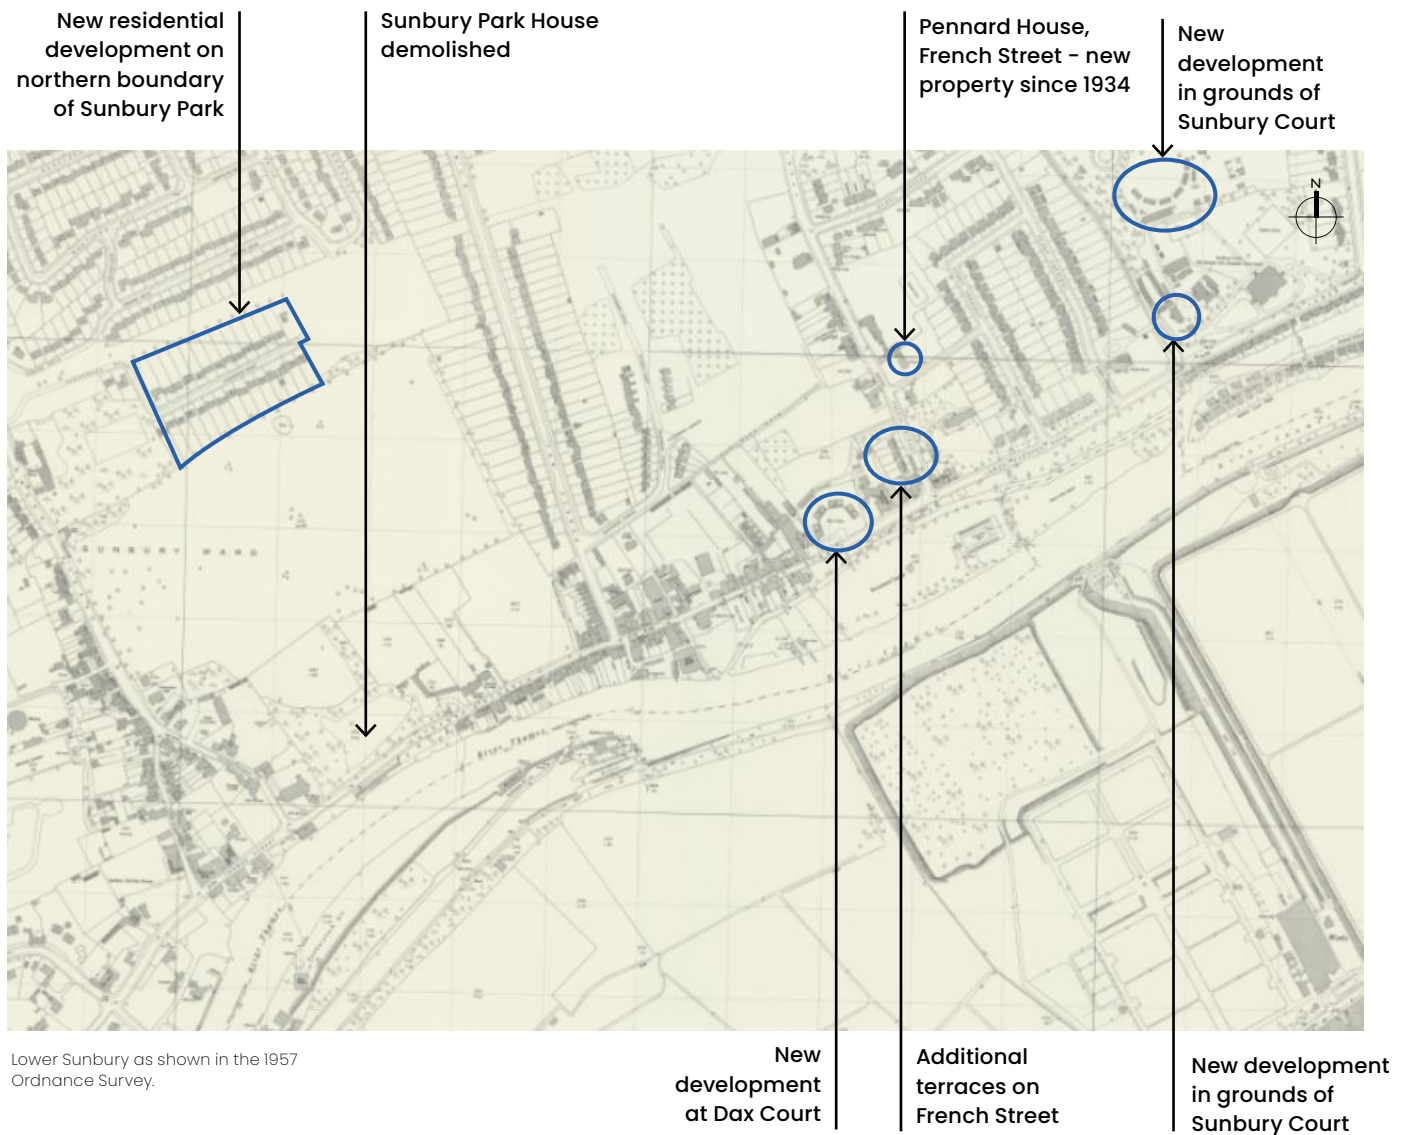 New residential
development on
northern boundary
of Sunbury Park
Sunbury Park House
demolished
Pennard House,
French Street - new
property since 1934
New
development
in grounds of
Sunbury Court
N
SUNBURY WARD
RIVER THAMES
RIVER THAMES
Lower Sunbury as shown in the 1957
Ordnance Survey.
New
development
at Dax Court
Additional
terraces on
French Street
New development
in grounds of
Sunbury Court